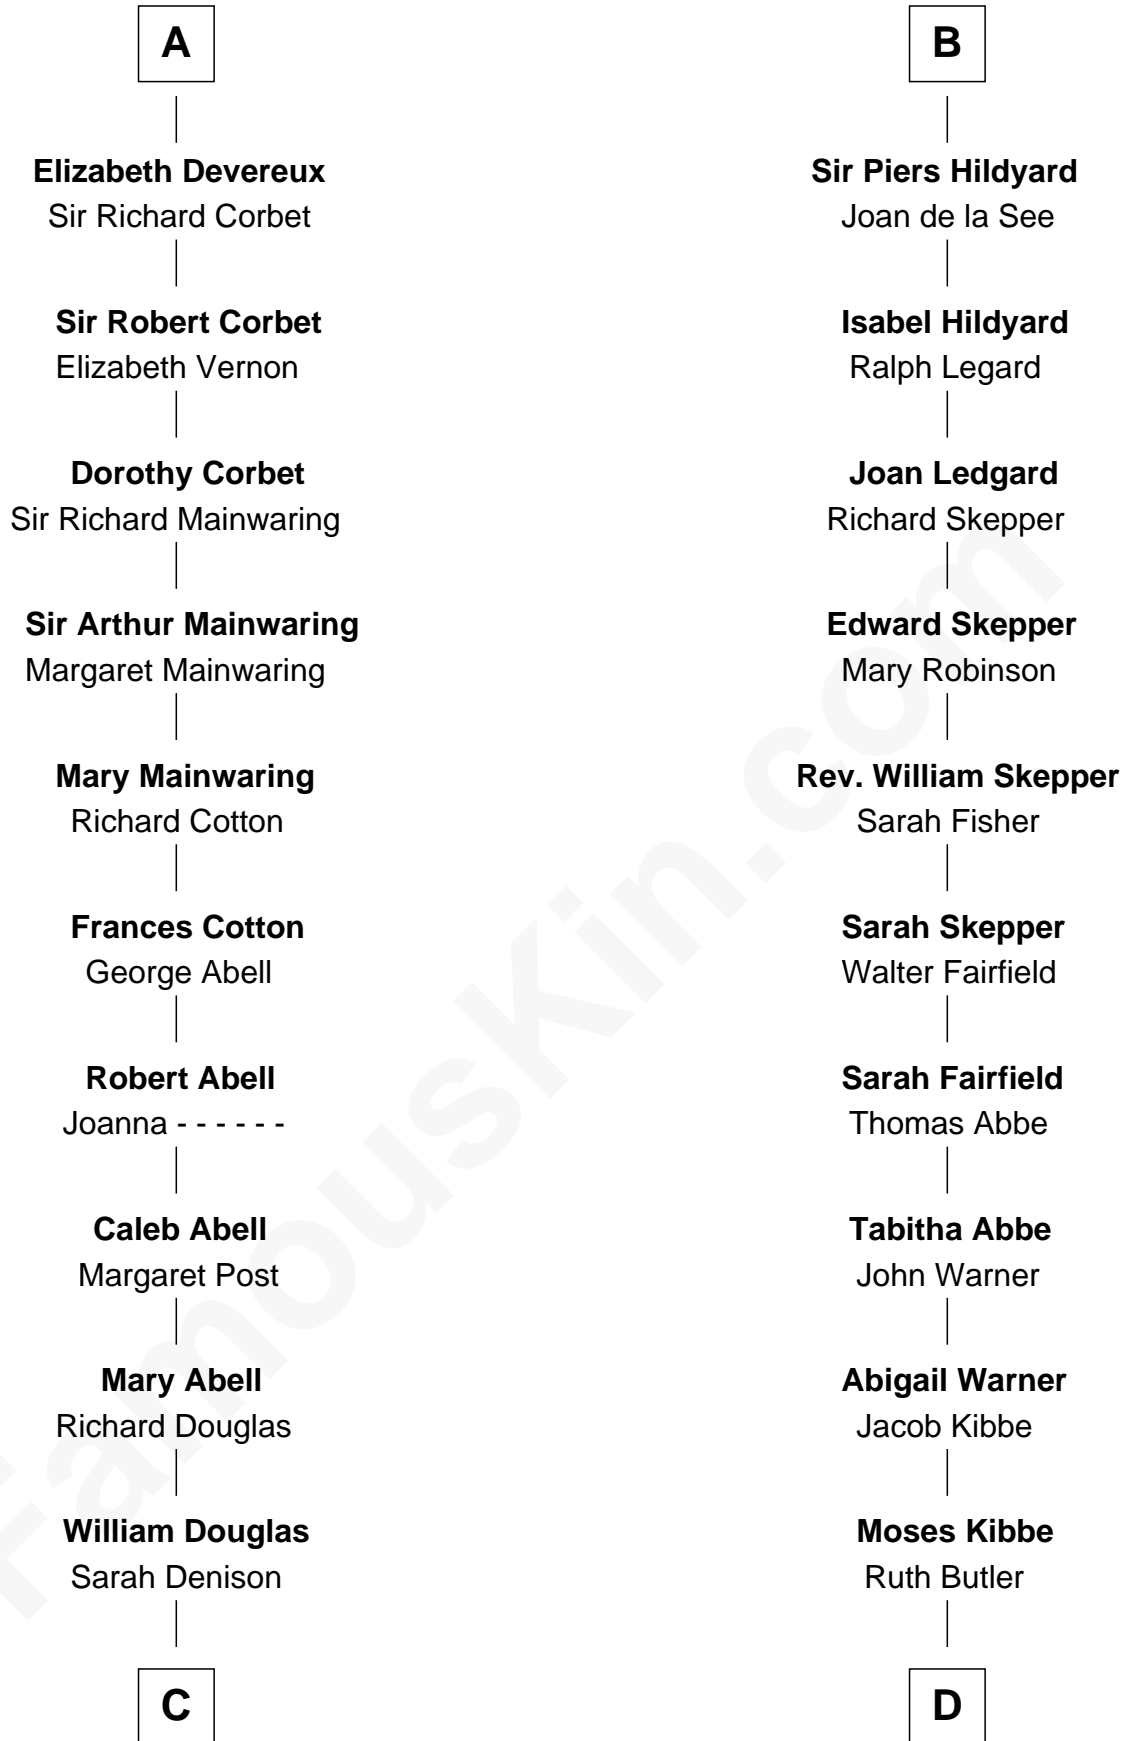 A
Elizabeth Devereux
Sir Richard Corbet
Sir Robert Corbet
Elizabeth Vernon
Dorothy Corbet
Sir Richard Mainwaring
Sir Arthur Mainwaring
Margaret Mainwaring
Mary Mainwaring
Richard Cotton
Frances Cotton
George Abell
Robert Abell
Joanna - - - - - -
Caleb Abell
Margaret Post
Mary Abell
Richard Douglas
William Douglas
Sarah Denison
C
B
Sir Piers Hildyard
Joan de la See
Isabel Hildyard
Ralph Legard
Joan Ledgard
Richard Skepper
Edward Skepper
Mary Robinson
Rev. William Skepper
Sarah Fisher
Sarah Skepper
Walter Fairfield
Sarah Fairfield
Thomas Abbe
Tabitha Abbe
John Warner
Abigail Warner
Jacob Kibbe
Moses Kibbe
Ruth Butler
D
FamousKin.com